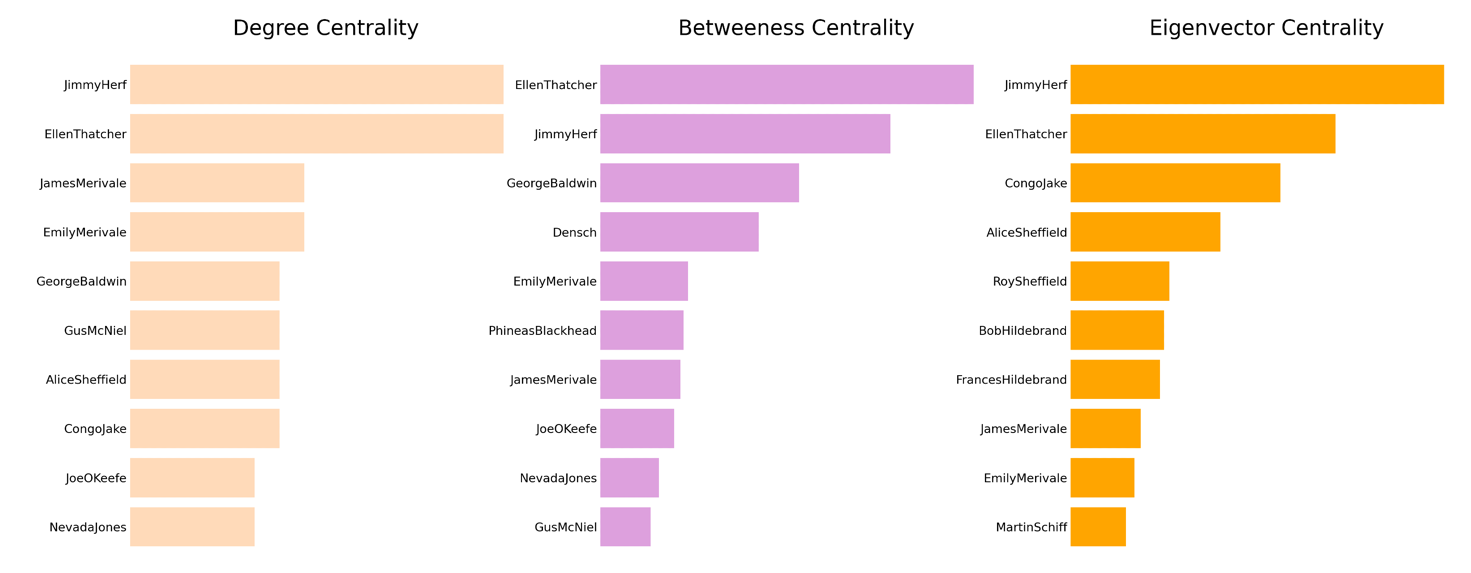 Degree Centrality
JimmyHerf
EllenThatcher
JamesMerivale
EmilyMerivale
GeorgeBaldwin
GusMcNiel
AliceSheffield
CongoJake
JoeOKeefe
NevadaJones
Betweeness Centrality
EllenThatcher
JimmyHerf
GeorgeBaldwin
Densch
EmilyMerivale
PhineasBlackhead
JamesMerivale
JoeOKeefe
NevadaJones
GusMcNiel
Eigenvector Centrality
JimmyHerf
EllenThatcher
CongoJake
AliceSheffield
RoySheffield
BobHildebrand
FrancesHildebrand
JamesMerivale
EmilyMerivale
MartinSchiff